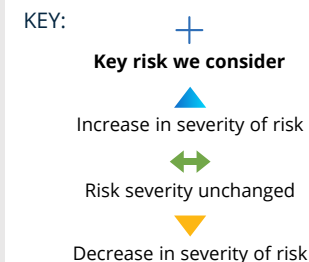 KEY:
Key risk we consider
Increase in severity of risk
Risk severity unchanged
Decrease in severity of risk